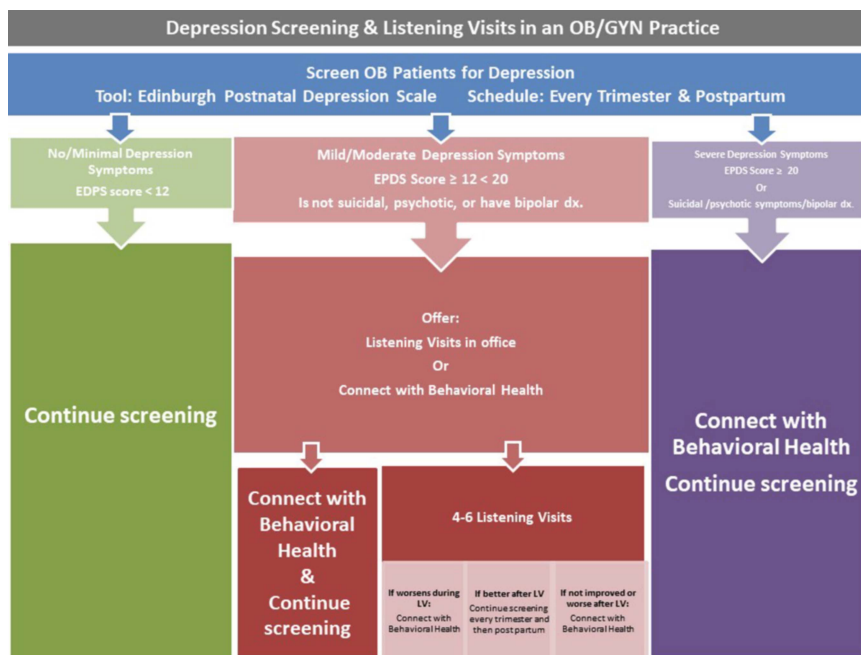 Depression Screening & Listening Visits in an OB/GYN Practice
Screen OB Patients for Depression
Tool: Edinburgh Postnatal Depression Scale Schedule: Every Trimester & Postpartum
No/Minimal Depression
Symptoms
EDPS score < 12
Mild/Moderate Depression Symptoms
EPDS Score ≥ 12 < 20
Is not suicidal, psychotic, or have bipolar dx.
Severe Depression Symptoms
EPDS Score ≥ 20
Or
Suicidal /psychotic symptoms/bipolar dx.
Continue screening
Offer:
Listening Visits in office
Or
Connect with Behavioral Health
Connect with
Behavioral Health
Continue screening
Connect with
Behavioral
Health
&
Continue
screening
4-6 Listening Visits
If worsens during
LV:
Connect with
Behavioral Health
If better after LV
Continue screening
every trimester and
then post partum
If not improved or
worse after LV:
Connect with
Behavioral Health